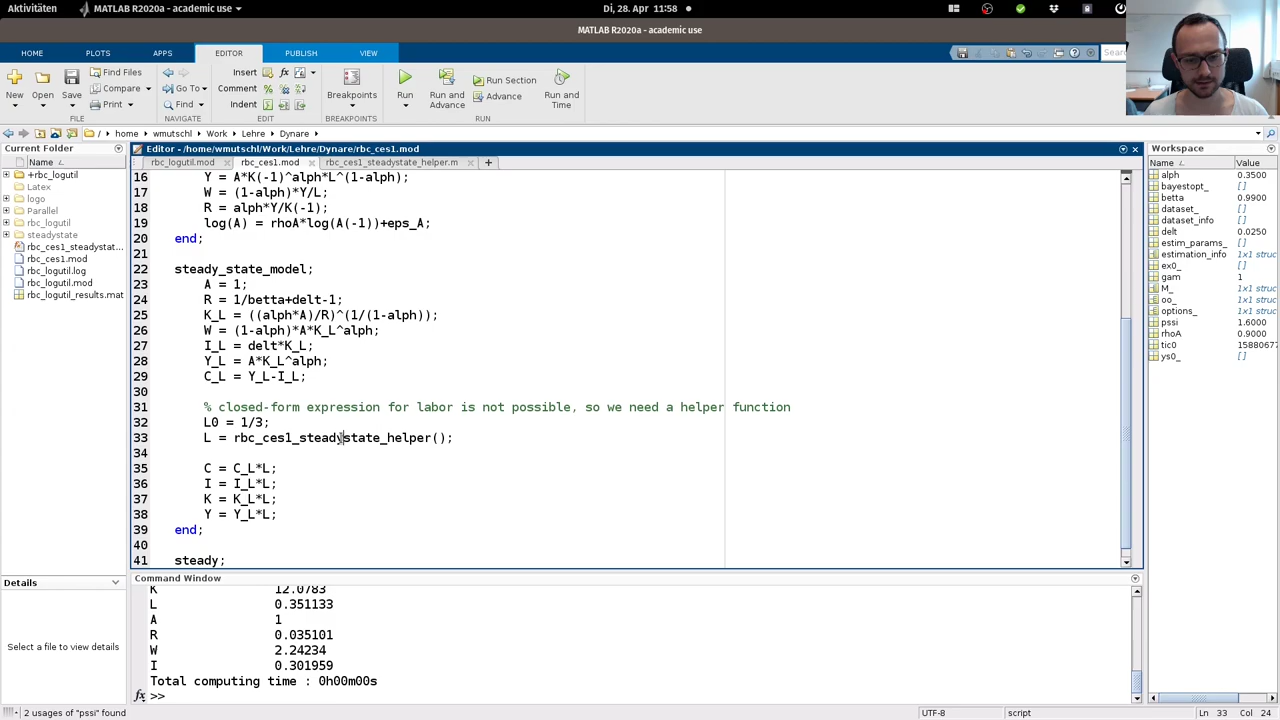 Aktivitäten
MATLAB R2020a - academic use
Di, 28. Apr 11:58
MATLAB R2020a - academic use
HOME
PLOTS
APPS
EDITOR
PUBLISH
VIEW
New
Open
Save
Find Files
Compare
Print
Go To
Find
Insert
Comment
Indent
Breakpoints
Run
Run and Advance
Run Section
Advance
Run and Time
FILE
NAVIGATE
EDIT
BREAKPOINTS
RUN
/ home wmutschl Work Lehre Dynare
Current Folder
Editor - /home/wmutschl/Work/Lehre/Dynare/rbc_ces1.mod
Workspace
Name
rbc_logutil.mod
rbc_ces1.mod
rbc_ces1_steadystate_helper.m
Name
Value
+rbc_logutil
Latex
logo
Parallel
rbc_logutil
steadystate
rbc_ces1_steadystat...
rbc_ces1.mod
rbc_logutil.log
rbc_logutil.mod
rbc_logutil_results.mat
16 Y = A*K(-1)^alph*L^(1-alph);
17 W = (1-alph)*Y/L;
18 R = alph*Y/K(-1);
19 log(A) = rhoA*log(A(-1))+eps_A;
20 end;
21
22 steady_state_model;
23 A = 1;
24 R = 1/betta+delt-1;
25 K_L = ((alph*A)/R)^(1/(1-alph));
26 W = (1-alph)*A*K_L^alph;
27 I_L = delt*K_L;
28 Y_L = A*K_L^alph;
29 C_L = Y_L-I_L;
30
31 % closed-form expression for labor is not possible, so we need a helper function
32 L0 = 1/3;
33 L = rbc_ces1_steadystate_helper();
34
35 C = C_L*L;
36 I = I_L*L;
37 K = K_L*L;
38 Y = Y_L*L;
39 end;
40
41 steady;
alph 0.3500
bayestopt_ []
betta 0.9900
dataset_ []
dataset_info []
delt 0.0250
estim_params_ []
estimation_info 1x1 struc
ex0_ []
gam 1
M_ 1x1 struc
oo_ 1x1 struc
options_ 1x1 struc
pssi 1.6000
rhoA 0.9000
tic0 15880677
ys0_ []
Details
Select a file to view details
Command Window
K 12.0783
L 0.351133
A 1
R 0.035101
W 2.24234
I 0.301959
Total computing time : 0h00m00s
fx >>
2 usages of "pssi" found
UTF-8
script
Ln 33 Col 24